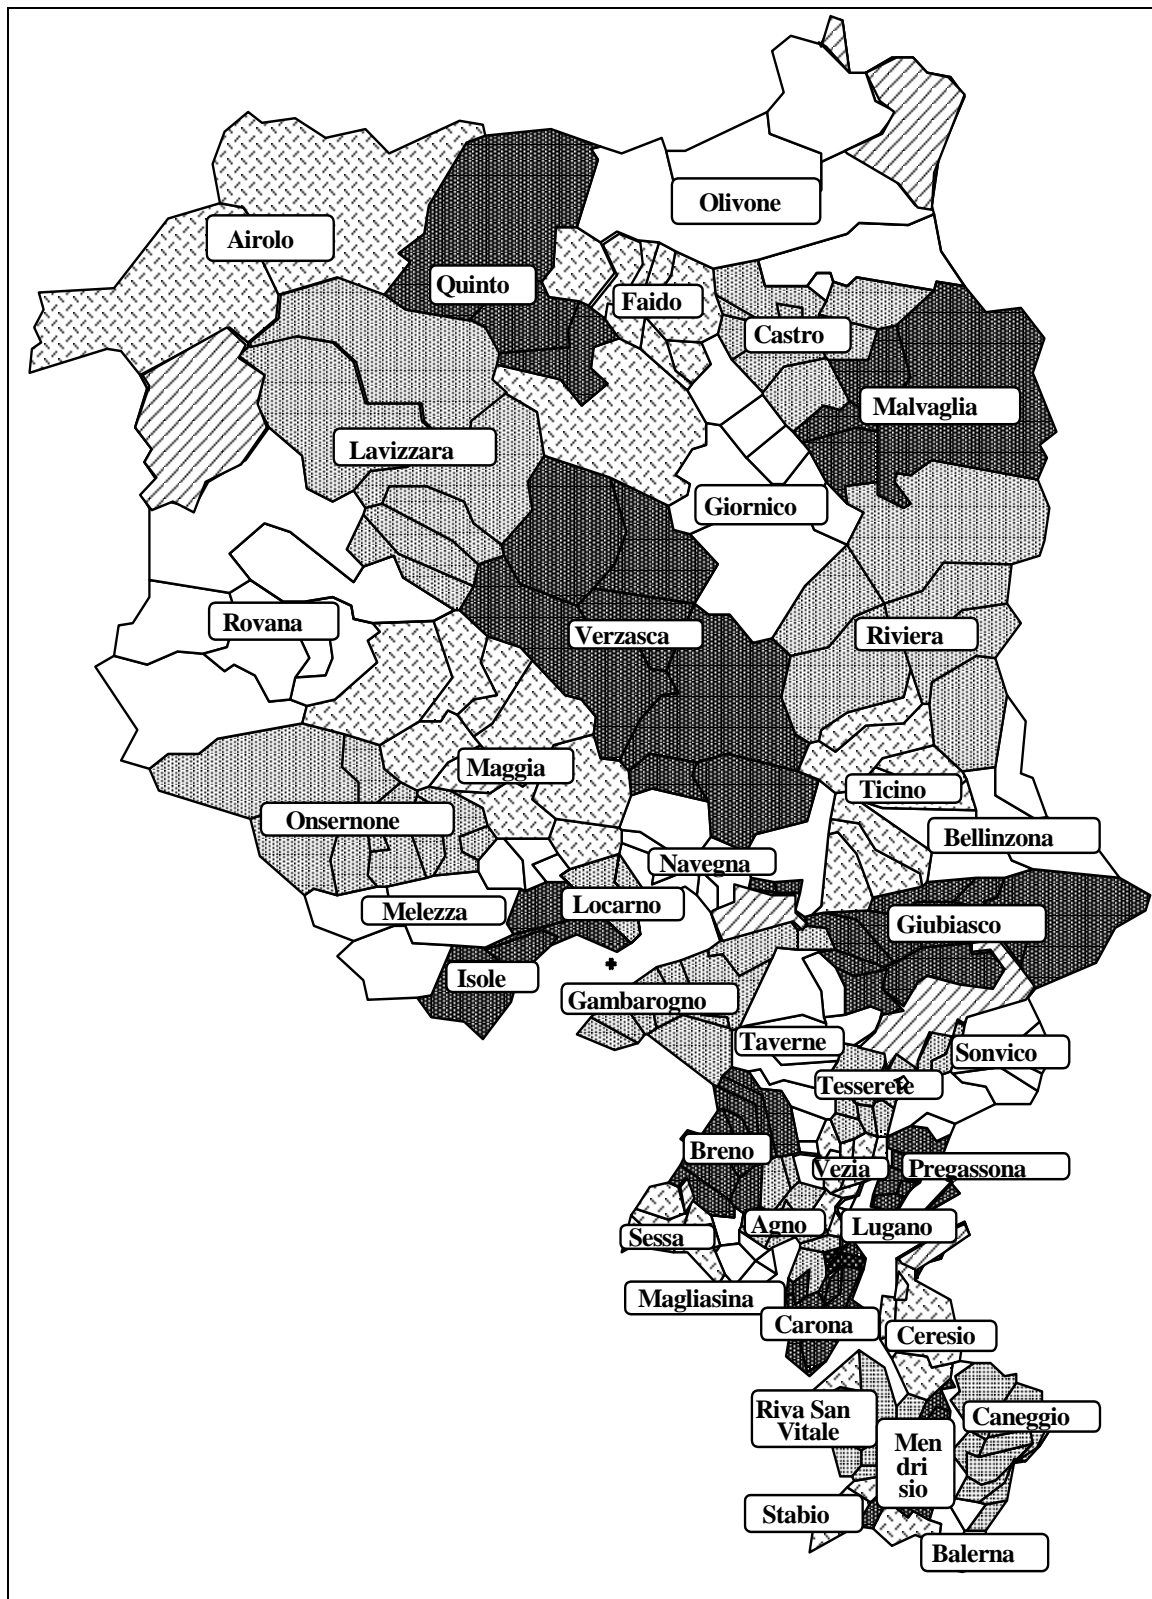 Olivone
Airolo
Quinto
Faido
Castro
Malvaglia
Lavizzara
Giornico
Rovana
Verzasca
Riviera
Maggia
Ticino
Onsernone
Bellinzona
Navegna
Melezza
Locarno
Giubiasco
Isole
Gambarogno
Taverne
Sonvico
Tesserete
Breno
Vezia
Pregassona
Sessa
Agno
Lugano
Magliasina
Carona
Ceresio
Riva San
Vitale
Caneggio
Men
dri
sio
Stabio
Balerna